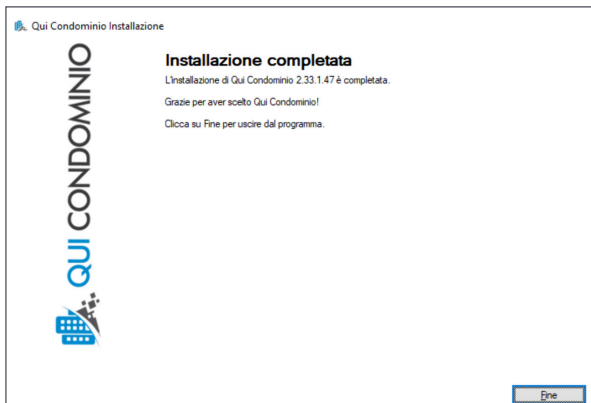 Qui Condominio Installazione
QUI CONDOMINIO
Installazione completata
L'installazione di Qui Condominio 2.33.1.47 è completata.
Grazie per aver scelto Qui Condominio!
Clicca su Fine per uscire dal programma.
Fine